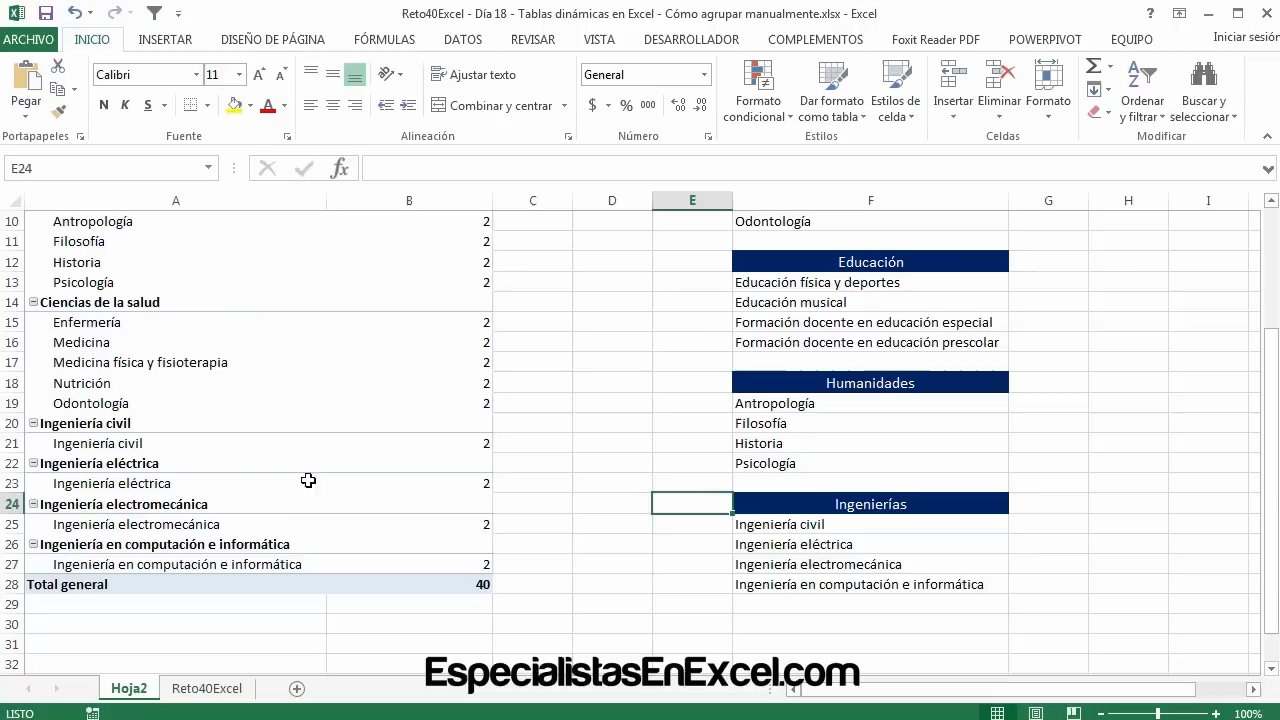 Reto40Excel - Día 18 - Tablas dinámicas en Excel - Cómo agrupar manualmente.xlsx - Excel
ARCHIVO INICIO INSERTAR DISEÑO DE PÁGINA FÓRMULAS DATOS REVISAR VISTA DESARROLLADOR COMPLEMENTOS Foxit Reader PDF POWERPIVOT EQUIPO Iniciar sesión
Pegar
Calibri 11
N K S
Ajustar texto
Combinar y centrar
General
$ % 000
Formato condicional
Dar formato como tabla
Estilos de celda
Insertar Eliminar Formato
Ordenar y filtrar
Buscar y seleccionar
Portapapeles Fuente Alineación Número Estilos Celdas Modificar
E24 fx
A B C D E F G H I
10 Antropología 2 Odontología
11 Filosofía 2
12 Historia 2 Educación
13 Psicología 2 Educación física y deportes
14 Ciencias de la salud Educación musical
15 Enfermería 2 Formación docente en educación especial
16 Medicina 2 Formación docente en educación prescolar
17 Medicina física y fisioterapia 2
18 Nutrición 2 Humanidades
19 Odontología 2 Antropología
20 Ingeniería civil Filosofía
21 Ingeniería civil 2 Historia
22 Ingeniería eléctrica Psicología
23 Ingeniería eléctrica 2
24 Ingeniería electromecánica Ingenierías
25 Ingeniería electromecánica 2 Ingeniería civil
26 Ingeniería en computación e informática Ingeniería eléctrica
27 Ingeniería en computación e informática 2 Ingeniería electromecánica
28 Total general 40 Ingeniería en computación e informática
29
30
31
32
EspecialistasEnExcel.com
Hoja2 Reto40Excel
LISTO 100%